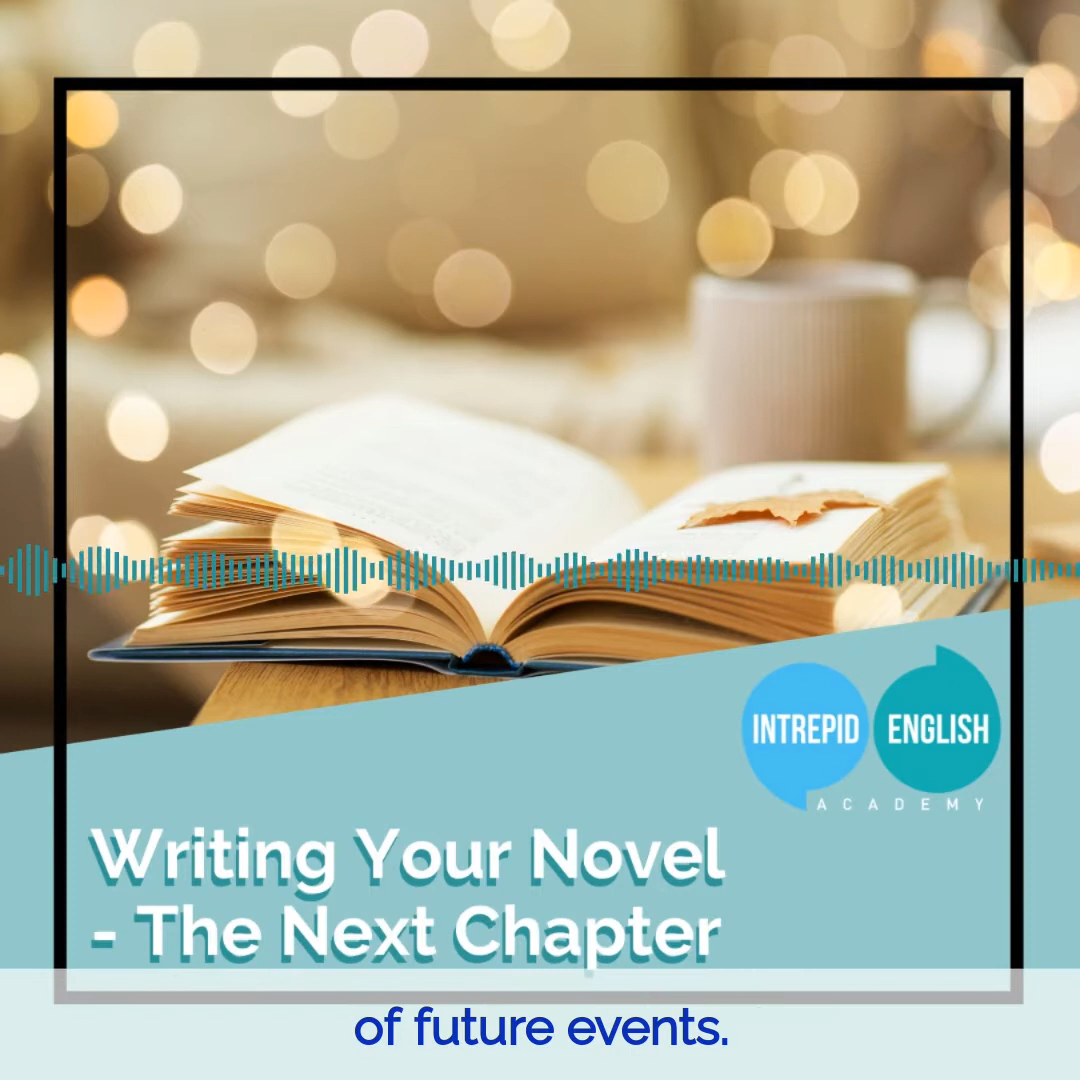 INTREPID ENGLISH
ACADEMY
Writing Your Novel
- The Next Chapter
of future events.